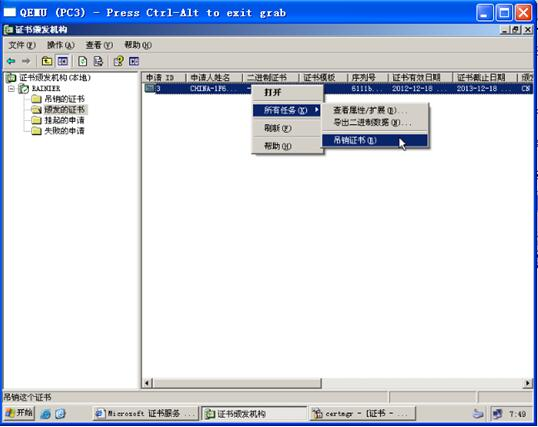 QEMU (PC3) - Press Ctrl-Alt to exit grab
证书颁发机构
文件(F) 操作(A) 查看(V) 帮助(H)
证书颁发机构(本地)
RAINIER
吊销的证书
颁发的证书
挂起的申请
失败的申请
申请 ID 申请人姓名 二进制证书 证书模板 序列号 证书有效日期 证书截止日期 颁发
3 CHINA-1F6... 6111b... 2012-12-18 ... 2013-12-18 ... CN
打开
所有任务(K)
刷新(F)
帮助(H)
查看属性/扩展(B)...
导出二进制数据(N)...
吊销证书(R)
吊销这个证书
开始
Microsoft 证书服务 ...
证书颁发机构
certmgr - [证书 - ...
7:49